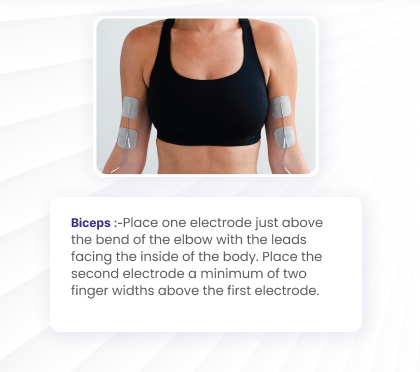 Biceps :-Place one electrode just above
the bend of the elbow with the leads
facing the inside of the body. Place the
second electrode a minimum of two
finger widths above the first electrode.